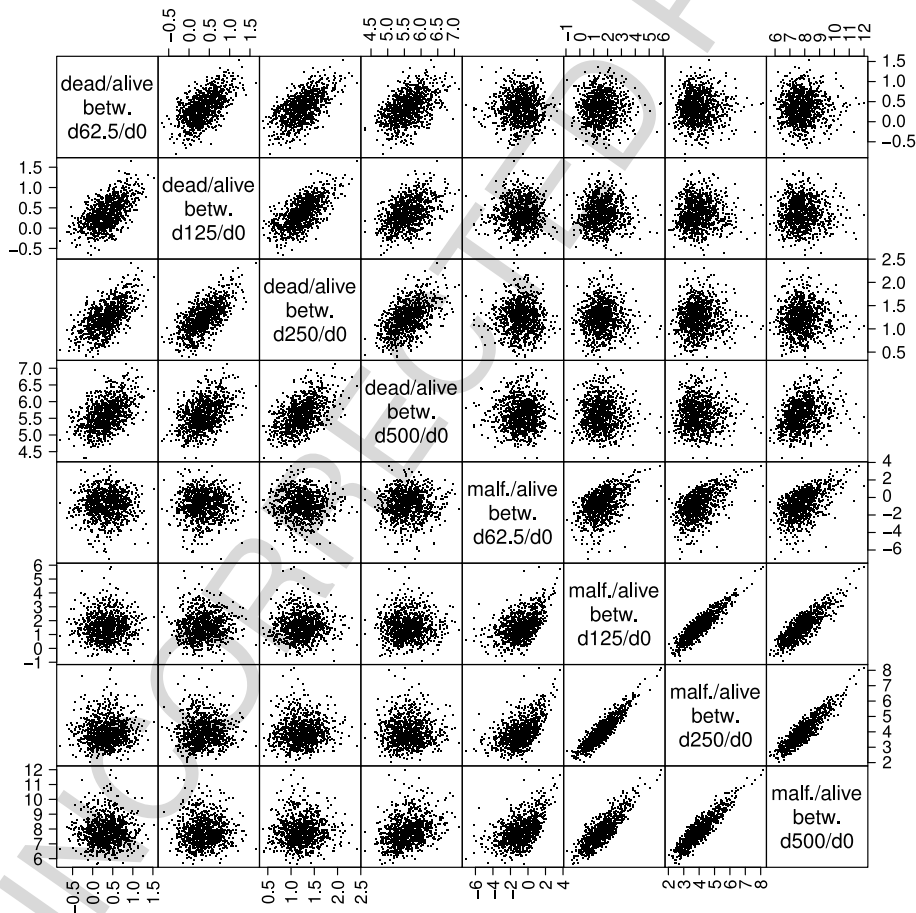 -0.5 0.0 0.5 1.0 1.5
4.5 5.0 5.5 6.0 6.5 7.0
-1 0 1 2 3 4 5 6
6 7 8 9 10 11 12
dead/alive
betw.
d62.5/d0
1.5
1.0
0.5
0.0
-0.5
1.5
1.0
0.5
0.0
-0.5
dead/alive
betw.
d125/d0
dead/alive
betw.
d250/d0
2.5
2.0
1.5
1.0
0.5
7.0
6.5
6.0
5.5
5.0
4.5
dead/alive
betw.
d500/d0
malf./alive
betw.
d62.5/d0
4
2
0
-2
-4
-6
6
5
4
3
2
1
0
-1
malf./alive
betw.
d125/d0
malf./alive
betw.
d250/d0
8
7
6
5
4
3
2
12
11
10
9
8
7
6
malf./alive
betw.
d500/d0
-0.5 0.0 0.5 1.0 1.5
0.5 1.0 1.5 2.0 2.5
-6 -4 -2 0 2 4
2 3 4 5 6 7 8
UNCORRECTED P